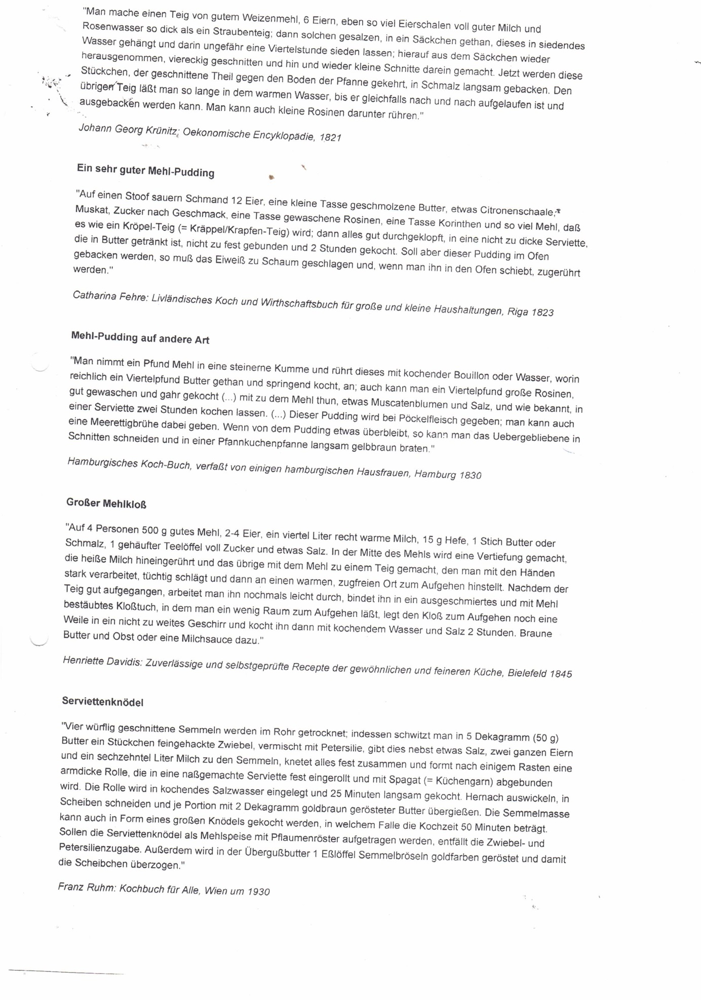 "Man mache einen Teig von gutem Weizenmehl, 6 Eiern, eben so viel Eierschalen voll guter Milch und
Rosenwasser so dick als ein Straubenteig; dann solchen gesalzen, in ein Säckchen gethan, dieses in siedendes
Wasser gehängt und darin ungefähr eine Viertelstunde sieden lassen; hierauf aus dem Säckchen wieder
herausgenommen, viereckig geschnitten und hin und wieder kleine Schnitte darein gemacht. Jetzt werden diese
Stückchen, der geschnittene Theil gegen den Boden der Pfanne gekehrt, in Schmalz langsam gebacken. Den
übrigen Teig läßt man so lange in dem warmen Wasser, bis er gleichfalls nach und nach aufgelaufen ist und
ausgebacken werden kann. Man kann auch kleine Rosinen darunter rühren."
Johann Georg Krünitz: Oekonomische Encyklopädie, 1821
Ein sehr guter Mehl-Pudding
"Auf einen Stoof sauern Schmand 12 Eier, eine kleine Tasse geschmolzene Butter, etwas Citronenschaale,
Muskat, Zucker nach Geschmack, eine Tasse gewaschene Rosinen, eine Tasse Korinthen und so viel Mehl, daß
es wie ein Kröpel-Teig (= Kräppel/Krapfen-Teig) wird; dann alles gut durchgeklopft, in eine nicht zu dicke Serviette,
die in Butter getränkt ist, nicht zu fest gebunden und 2 Stunden gekocht. Soll aber dieser Pudding im Ofen
gebacken werden, so muß das Eiweiß zu Schaum geschlagen und, wenn man ihn in den Ofen schiebt, zugerührt
werden."
Catharina Fehre: Livländisches Koch und Wirthschaftsbuch für große und kleine Haushaltungen, Riga 1823
Mehl-Pudding auf andere Art
"Man nimmt ein Pfund Mehl in eine steinerne Kumme und rührt dieses mit kochender Bouillon oder Wasser, worin
reichlich ein Viertelpfund Butter gethan und springend kocht, an; auch kann man ein Viertelpfund große Rosinen,
gut gewaschen und gahr gekocht (...) mit zu dem Mehl thun, etwas Muscatenblumen und Salz, und wie bekannt, in
einer Serviette zwei Stunden kochen lassen. (...) Dieser Pudding wird bei Pöckelfleisch gegeben; man kann auch
eine Meerettigbrühe dabei geben. Wenn von dem Pudding etwas überbleibt, so kann man das Uebergebliebene in
Schnitten schneiden und in einer Pfannkuchenpfanne langsam gelbbraun braten."
Hamburgisches Koch-Buch, verfaßt von einigen hamburgischen Hausfrauen, Hamburg 1830
Großer Mehlkloß
"Auf 4 Personen 500 g gutes Mehl, 2-4 Eier, ein viertel Liter recht warme Milch, 15 g Hefe, 1 Stich Butter oder
Schmalz, 1 gehäufter Teelöffel voll Zucker und etwas Salz. In der Mitte des Mehls wird eine Vertiefung gemacht,
die heiße Milch hineingerührt und das übrige mit dem Mehl zu einem Teig gemacht, den man mit den Händen
stark verarbeitet, tüchtig schlägt und dann an einen warmen, zugfreien Ort zum Aufgehen hinstellt. Nachdem der
Teig gut aufgegangen, arbeitet man ihn nochmals leicht durch, bindet ihn in ein ausgeschmiertes und mit Mehl
bestäubtes Kloßtuch, in dem man ein wenig Raum zum Aufgehen läßt, legt den Kloß zum Aufgehen noch eine
Weile in ein nicht zu weites Geschirr und kocht ihn dann mit kochendem Wasser und Salz 2 Stunden. Braune
Butter und Obst oder eine Milchsauce dazu."
Henriette Davidis: Zuverlässige und selbstgeprüfte Recepte der gewöhnlichen und feineren Küche, Bielefeld 1845
Serviettenknödel
"Vier würflig geschnittene Semmeln werden im Rohr getrocknet; indessen schwitzt man in 5 Dekagramm (50 g)
Butter ein Stückchen feingehackte Zwiebel, vermischt mit Petersilie, gibt dies nebst etwas Salz, zwei ganzen Eiern
und ein sechzehntel Liter Milch zu den Semmeln, knetet alles fest zusammen und formt nach einigem Rasten eine
armdicke Rolle, die in eine naßgemachte Serviette fest eingerollt und mit Spagat (= Küchengarn) abgebunden
wird. Die Rolle wird in kochendes Salzwasser eingelegt und 25 Minuten langsam gekocht. Hernach auswickeln, in
Scheiben schneiden und je Portion mit 2 Dekagramm goldbraun gerösteter Butter übergießen. Die Semmelmasse
kann auch in Form eines großen Knödels gekocht werden, in welchem Falle die Kochzeit 50 Minuten beträgt.
Sollen die Serviettenknödel als Mehlspeise mit Pflaumenröster aufgetragen werden, entfällt die Zwiebel- und
Petersilienzugabe. Außerdem wird in der Übergußbutter 1 Eßlöffel Semmelbröseln goldfarben geröstet und damit
die Scheibchen überzogen."
Franz Ruhm: Kochbuch für Alle, Wien um 1930